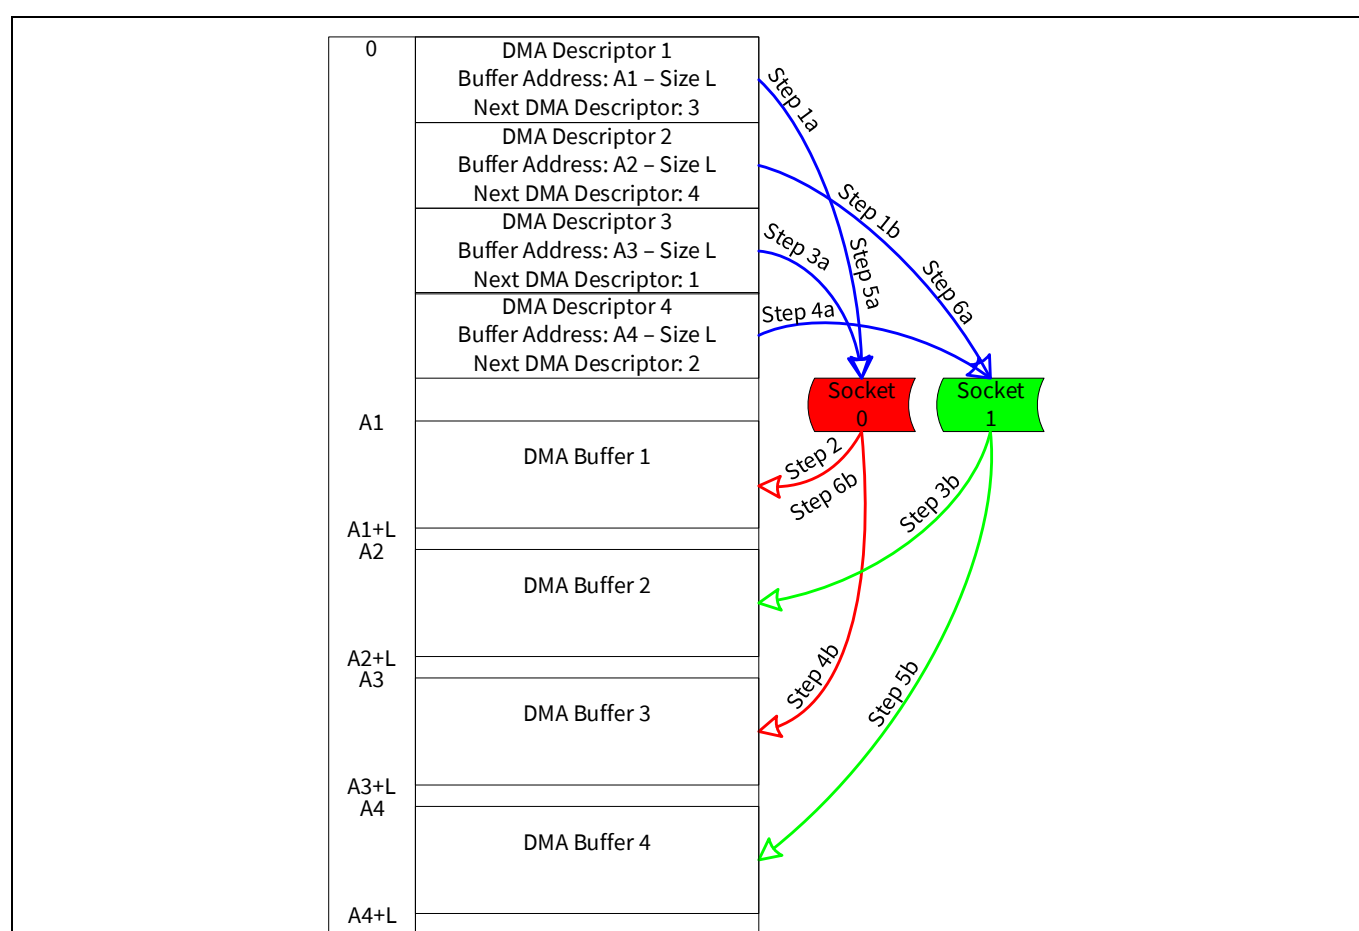 0
DMA Descriptor 1
Buffer Address: A1 – Size L
Next DMA Descriptor: 3
DMA Descriptor 2
Buffer Address: A2 – Size L
Next DMA Descriptor: 4
DMA Descriptor 3
Buffer Address: A3 – Size L
Next DMA Descriptor: 1
DMA Descriptor 4
Buffer Address: A4 – Size L
Next DMA Descriptor: 2
Step 1a
Step 1b
Step 3a
Step 5a
Step 6a
Step 4a
Socket
0
Socket
1
A1
DMA Buffer 1
Step 2
Step 6b
Step 3b
A1+L
A2
DMA Buffer 2
A2+L
A3
DMA Buffer 3
Step 4b
Step 5b
A3+L
A4
DMA Buffer 4
A4+L